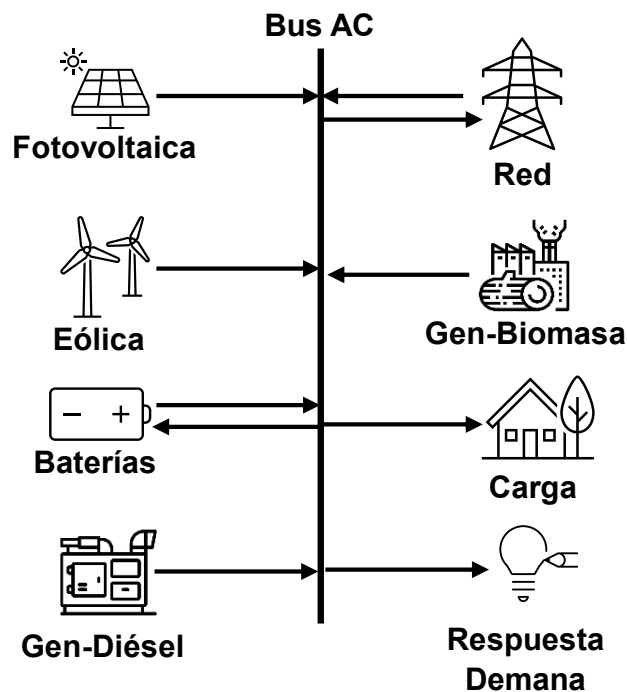 Bus AC
Fotovoltaica
Red
Eólica
Gen-Biomasa
Baterías
Carga
Gen-Diésel
Respuesta
Demana